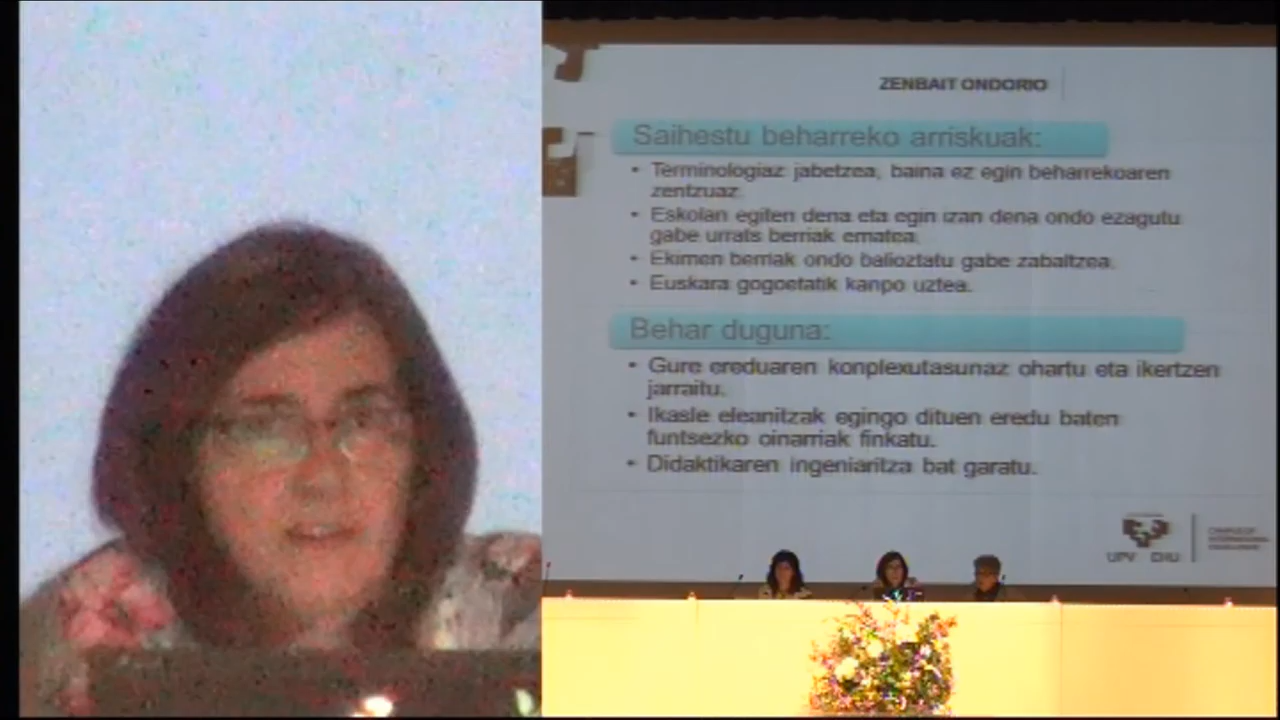 ZENBAIT ONDORIO
Saihestu beharreko arriskuak:
• Terminologiaz jabetzea, baina ez egin beharrekoaren
zentzuaz.
• Eskolan egiten dena eta egin izan dena ondo ezagutu
gabe urrats berriak ematea.
• Ekimen berriak ondo balioztatu gabe zabaltzea.
• Euskara gogoetatik kanpo uztea.
Behar duguna:
• Gure ereduaren konplexutasunaz ohartu eta ikertzen
jarraitu.
• Ikasle eleanitzak egingo dituen eredu baten
funtsezko oinarriak finkatu.
• Didaktikaren ingeniaritza bat garatu.
UPV EHU